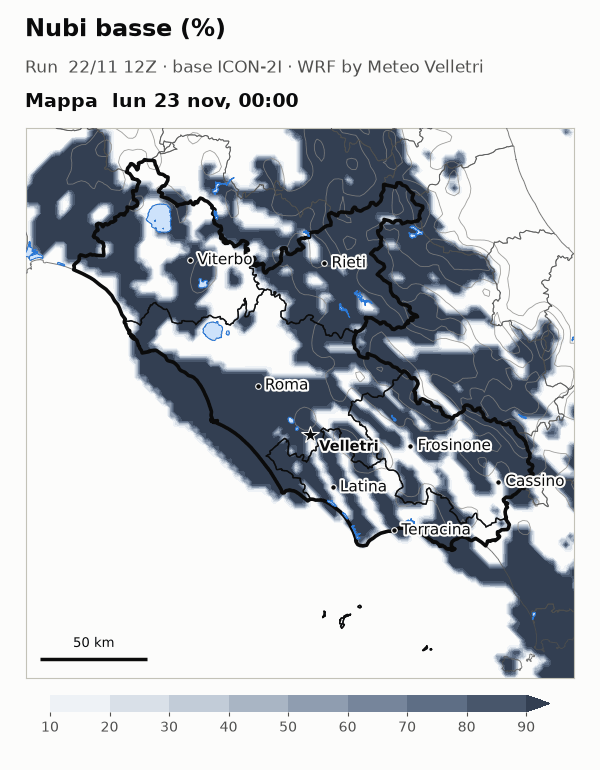 Nubi basse (%)
Run  22/11 12Z · base ICON-2I · WRF by Meteo Velletri
Mappa  lun 23 nov, 00:00
Viterbo
Rieti
Roma
Velletri
Frosinone
Latina
Cassino
Terracina
50 km
10 20 30 40 50 60 70 80 90